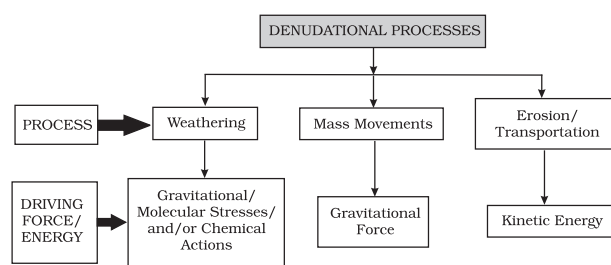 DENUDATIONAL PROCESSES
PROCESS
Weathering
Mass Movements
Erosion/
Transportation
DRIVING
FORCE/
ENERGY
Gravitational/
Molecular Stresses/
and/or Chemical
Actions
Gravitational
Force
Kinetic Energy